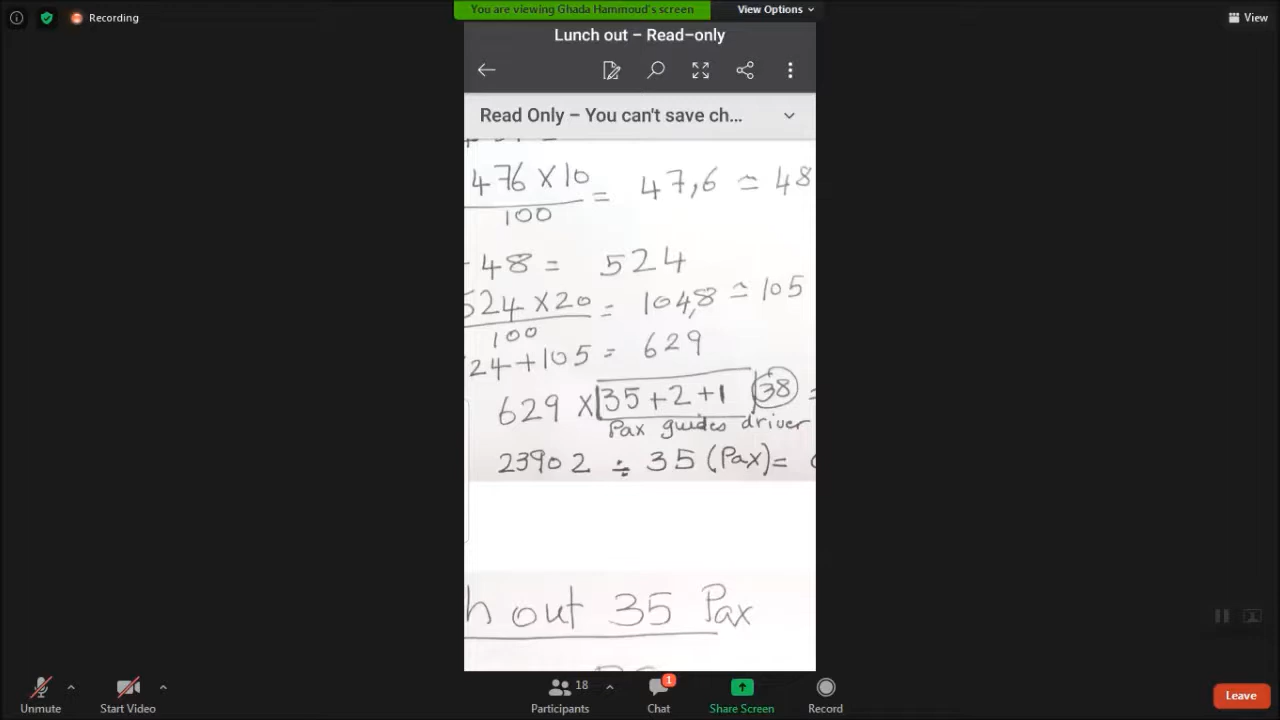 Recording
You are viewing Ghada Hammoud's screen
View Options
View
Lunch out – Read-only
Read Only – You can't save ch...
476 X 10 = 47,6 ≃ 48
100
48 = 524
524 X 20 = 104,8 ≃ 105
100
24 + 105 = 629
629 X 35 + 2 + 1 38 =
Pax guides driver
23902 ÷ 35 (Pax) =
h out 35 Pax
Unmute
Start Video
18
Participants
1
Chat
Share Screen
Record
Leave